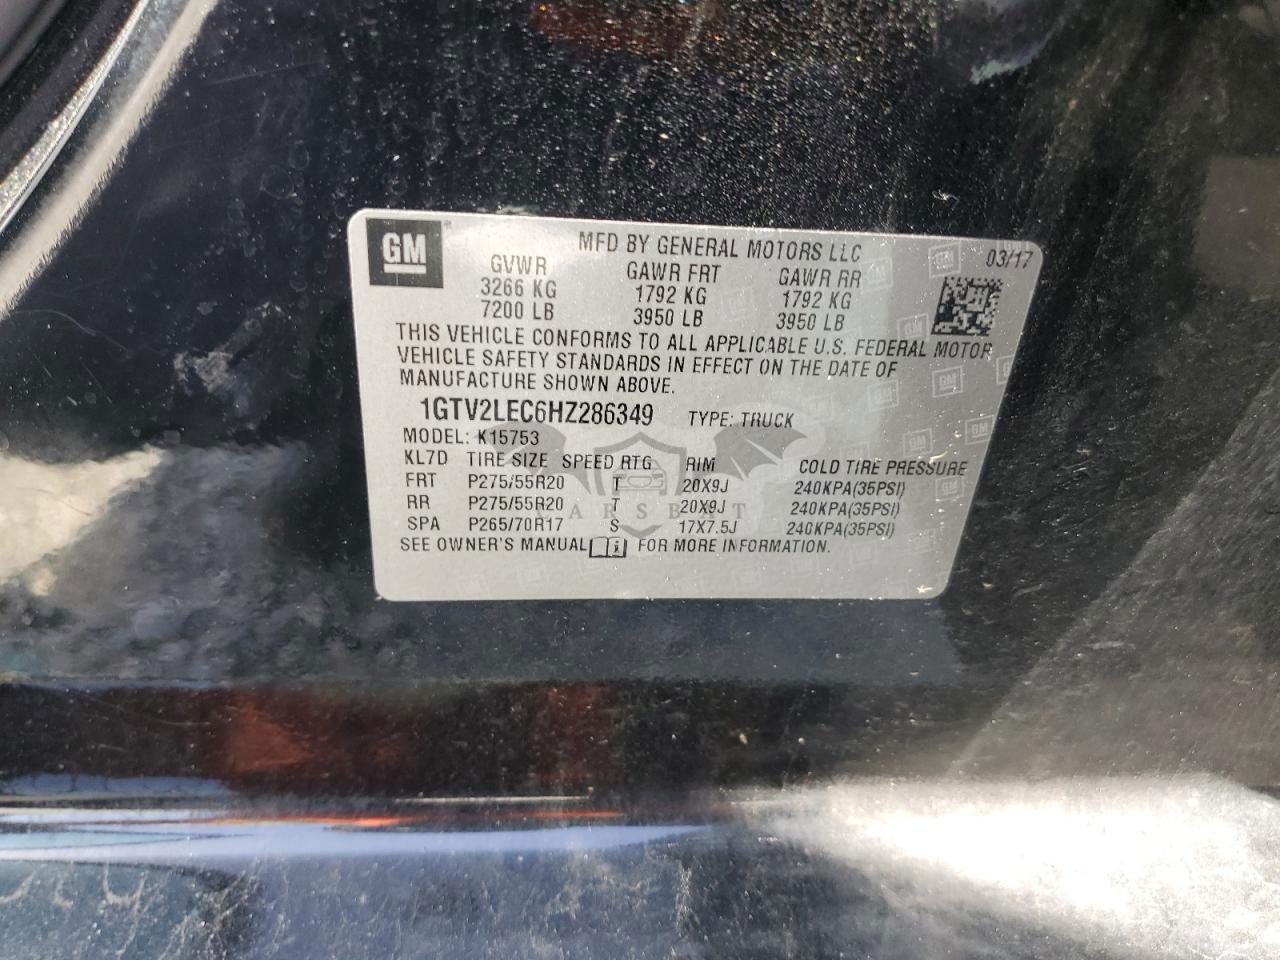 GM
MFD BY GENERAL MOTORS LLC 03/17
GVWR GAWR FRT GAWR RR
3266 KG 1792 KG 1792 KG
7200 LB 3950 LB 3950 LB
THIS VEHICLE CONFORMS TO ALL APPLICABLE U.S. FEDERAL MOTOR
VEHICLE SAFETY STANDARDS IN EFFECT ON THE DATE OF
MANUFACTURE SHOWN ABOVE.
1GTV2LEC6HZ286349 TYPE: TRUCK
MODEL: K15753
KL7D TIRE SIZE SPEED RTG RIM COLD TIRE PRESSURE
FRT P275/55R20 T 20X9J 240KPA(35PSI)
RR P275/55R20 T 20X9J 240KPA(35PSI)
CARSBAT
SPA P265/70R17 S 17X7.5J 240KPA(35PSI)
SEE OWNER'S MANUAL FOR MORE INFORMATION.